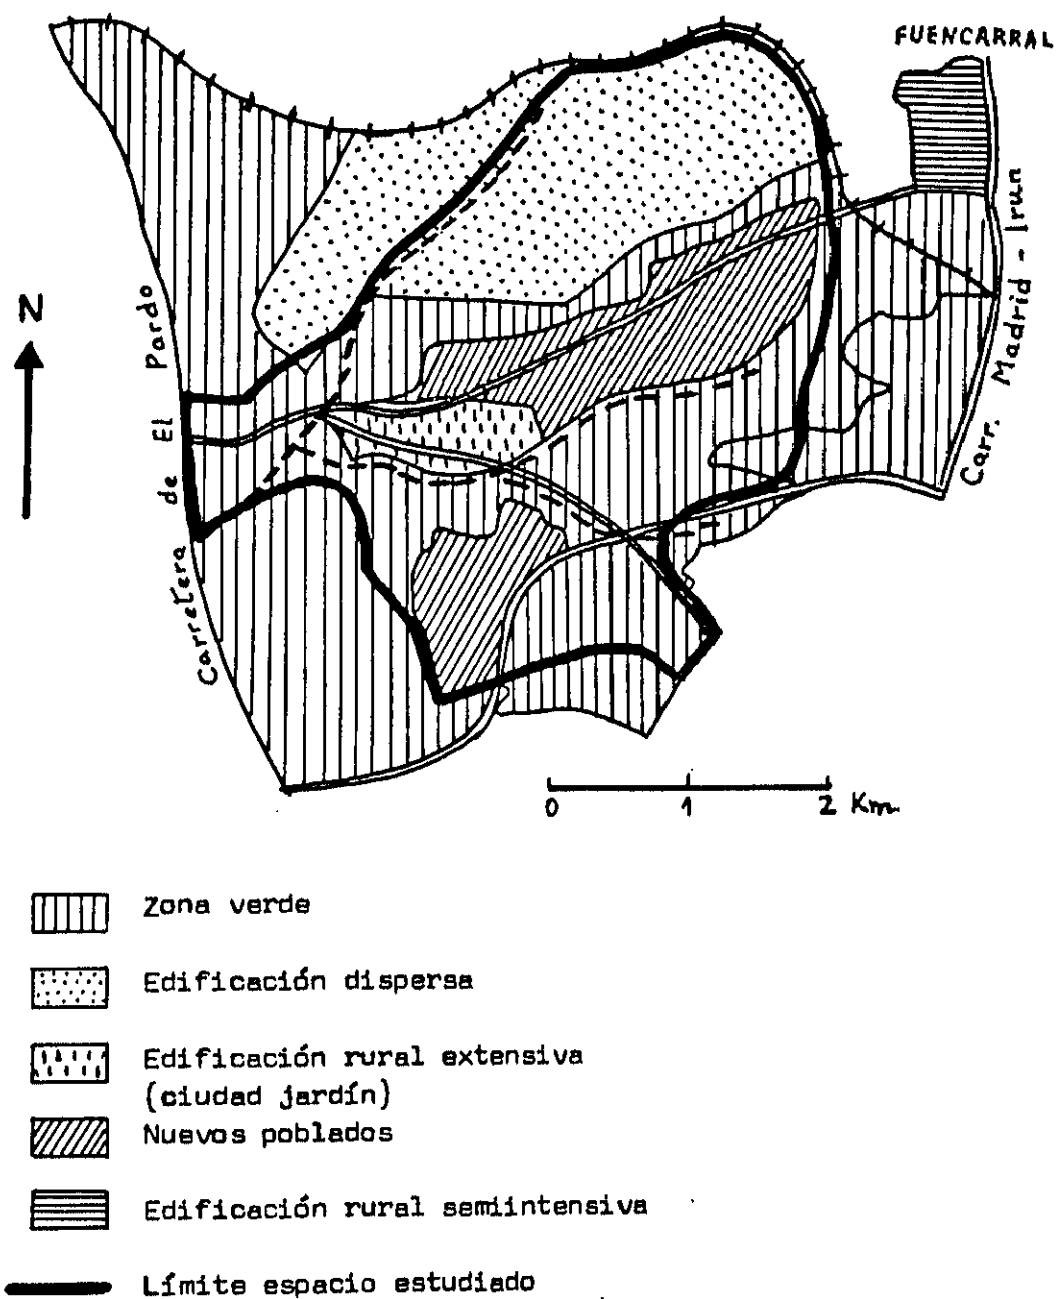 FUENCARRAL
N
Carretera de El Pardo
Carr. Madrid - Irun
0 1 2 Km.
Zona verde
Edificación dispersa
Edificación rural extensiva
(ciudad jardín)
Nuevos poblados
Edificación rural semiintensiva
Límite espacio estudiado